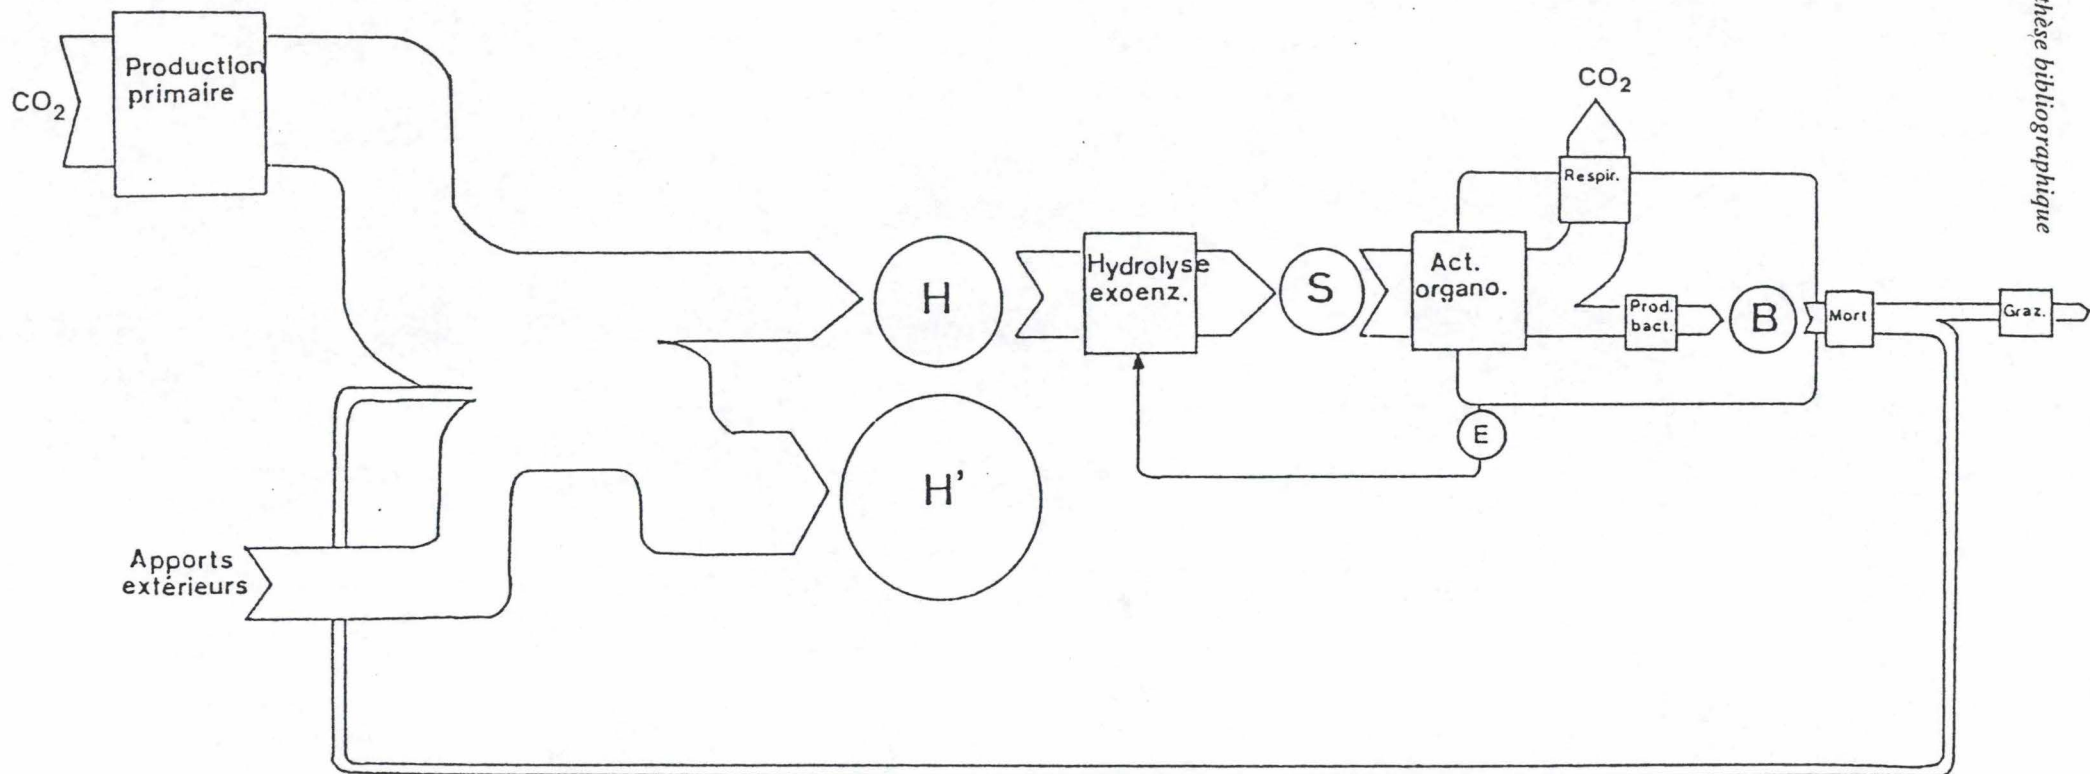 thèse bibliographique
CO2
Production
primaire
CO2
Respir.
H
Hydrolyse
exoenz.
S
Act.
organo.
Prod.
bact.
B
Mort
Graz.
E
H'
Apports
extérieurs